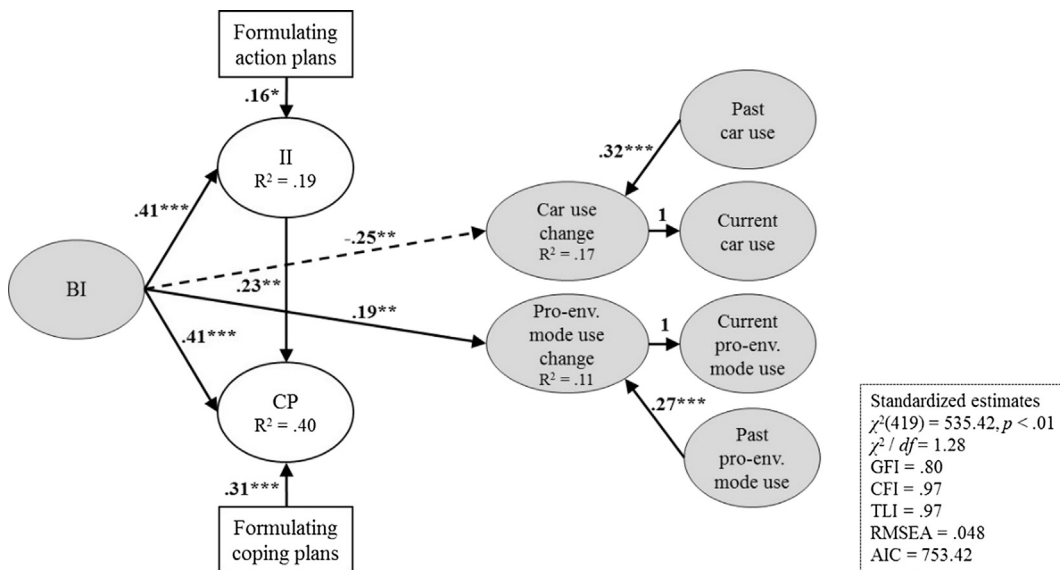 Formulating
action plans
.16*
II
R² = .19
.41***
BI
-.25**
.23**
.19**
.41***
CP
R² = .40
.31***
Formulating
coping plans
Past
car use
.32***
Car use
change
R² = .17
1
Current
car use
Pro-env.
mode use
change
R² = .11
1
Current
pro-env.
mode use
.27***
Past
pro-env.
mode use
Standardized estimates
χ²(419) = 535.42, p < .01
χ² / df = 1.28
GFI = .80
CFI = .97
TLI = .97
RMSEA = .048
AIC = 753.42